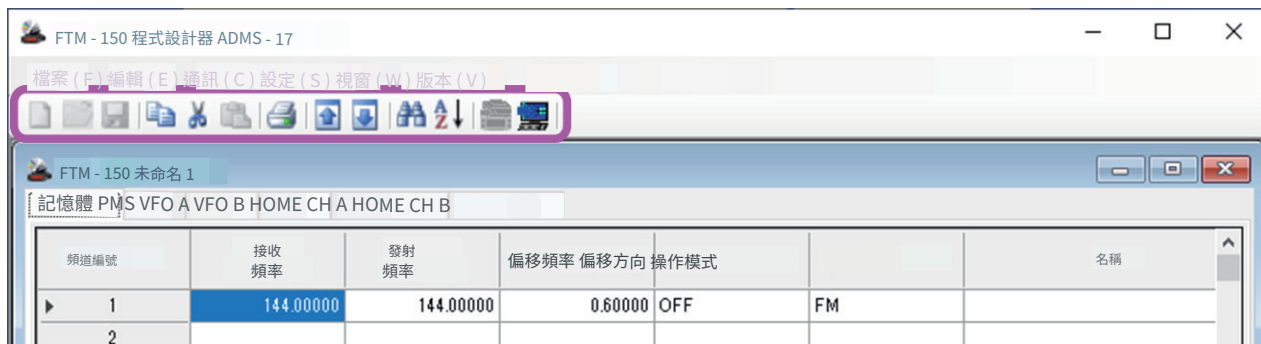 FTM - 150 程式設計器 ADMS - 17
檔案 ( F ) 編輯 ( E ) 通訊 ( C ) 設定 ( S ) 視窗 ( W ) 版本 ( V )
FTM - 150 未命名 1
記憶體 PMS VFO A VFO B HOME CH A HOME CH B
頻道編號 接收 頻率 發射 頻率 偏移頻率 偏移方向 操作模式 名稱
1 144.00000 144.00000 0.60000 OFF FM
2